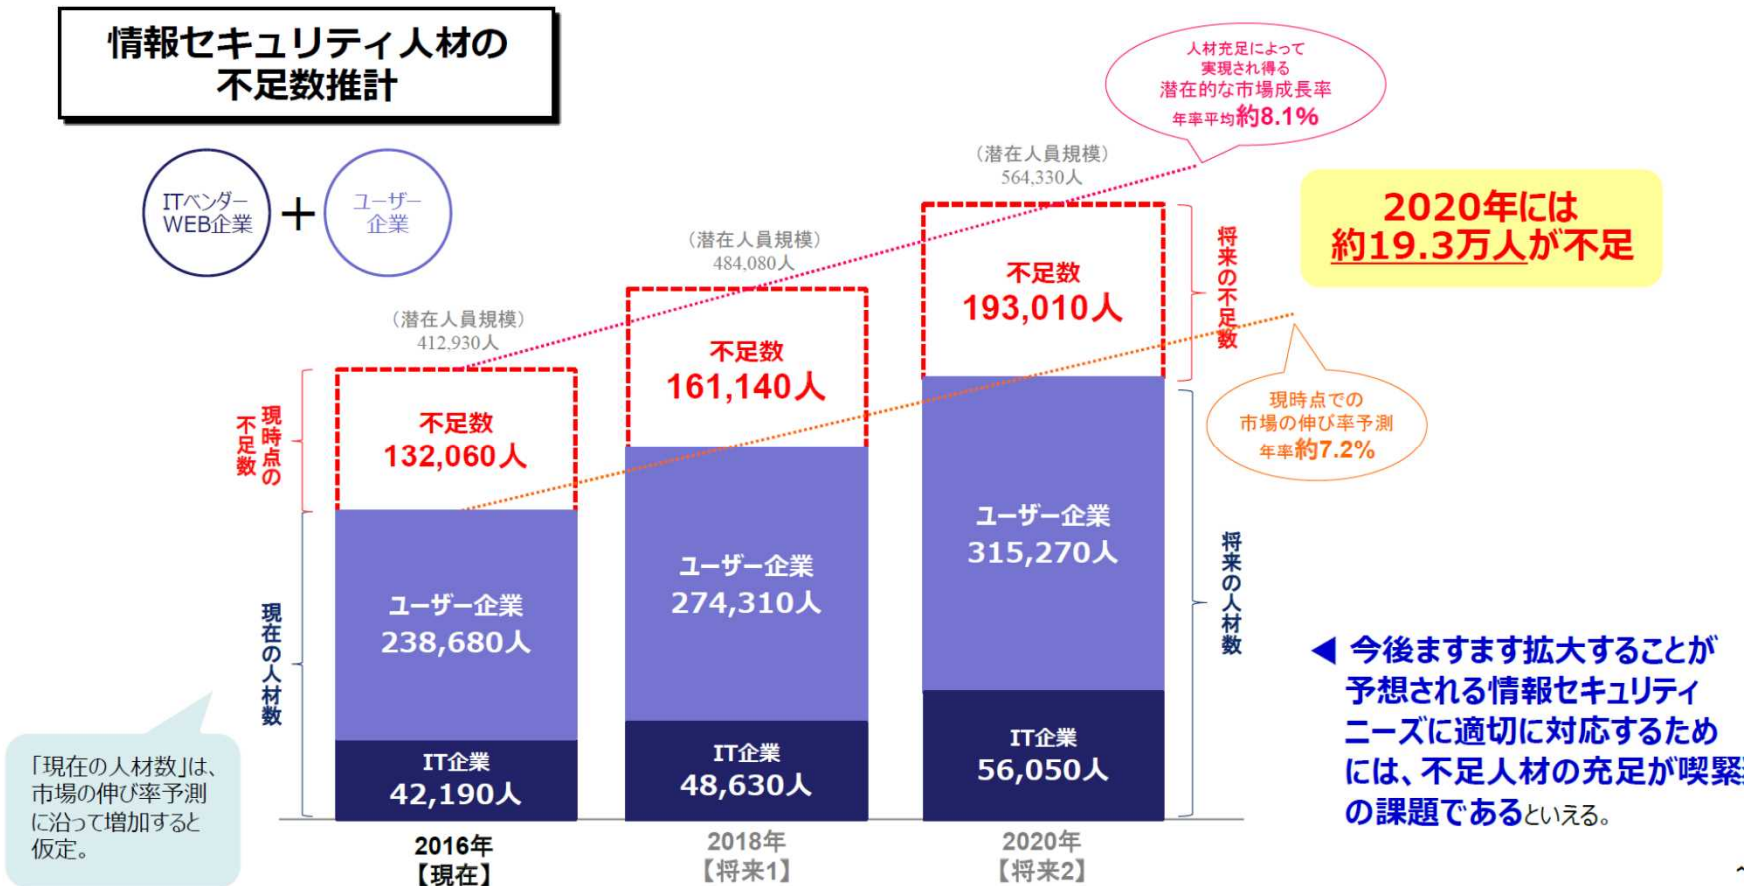 情報セキュリティ人材の
不足数推計
ITベンダー
WEB企業
+
ユーザー
企業
人材充足によって
実現され得る
潜在的な市場成長率
年率平均約8.1%
(潜在人員規模)
564,330人
(潜在人員規模)
484,080人
(潜在人員規模)
412,930人
2020年には
約19.3万人が不足
不足数
132,060人
不足数
161,140人
不足数
193,010人
現時点の
不足数
将来の不足数
現時点での
市場の伸び率予測
年率約7.2%
ユーザー企業
238,680人
ユーザー企業
274,310人
ユーザー企業
315,270人
IT企業
42,190人
IT企業
48,630人
IT企業
56,050人
現在の人材数
将来の人材数
「現在の人材数」は、
市場の伸び率予測
に沿って増加すると
仮定。
◀ 今後ますます拡大することが
予想される情報セキュリティ
ニーズに適切に対応するため
には、不足人材の充足が喫緊
の課題であるといえる。
2016年
【現在】
2018年
【将来1】
2020年
【将来2】